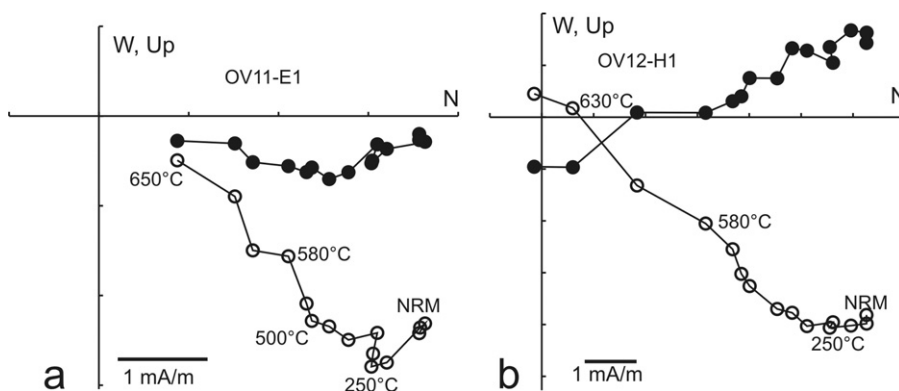 W, Up
OV11-E1
N
650°C
580°C
500°C
NRM
250°C
a
1 mA/m
W, Up
OV12-H1
N
630°C
580°C
NRM
250°C
b
1 mA/m